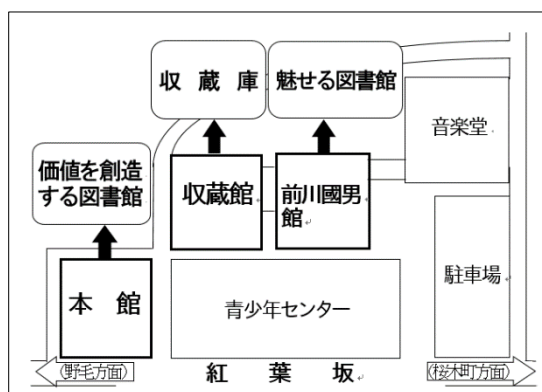 収 蔵 庫
魅せる図書館
音楽堂
価値を創造
する図書館
収蔵館
前川國男
館
本 館
青少年センター
駐車場
(野毛方面)
紅 葉 坂
(桜木町方面)